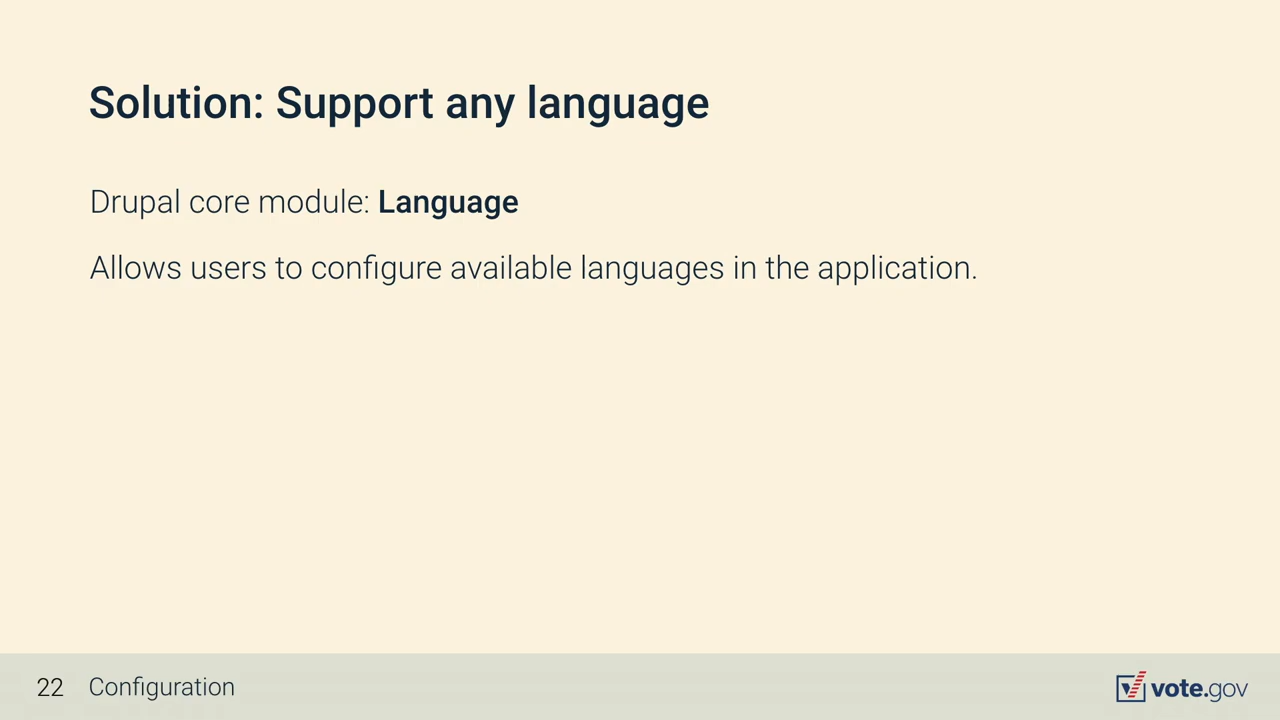 Solution: Support any language
Drupal core module: Language
Allows users to configure available languages in the application.
22 Configuration
vote.gov